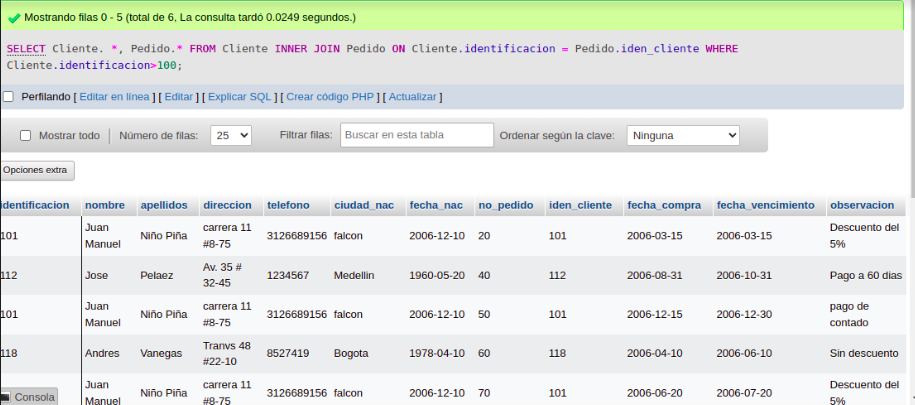 Mostrando filas 0 - 5 (total de 6, La consulta tardó 0.0249 segundos.)
SELECT Cliente. *, Pedido.* FROM Cliente INNER JOIN Pedido ON Cliente.identificacion = Pedido.iden_cliente WHERE
Cliente.identificacion>100;
Perfilando [ Editar en línea ] [ Editar ] [ Explicar SQL ] [ Crear código PHP ] [ Actualizar ]
Mostrar todo Número de filas: 25 Filtrar filas: Buscar en esta tabla Ordenar según la clave: Ninguna
Opciones extra
identificacion nombre apellidos direccion telefono ciudad_nac fecha_nac no_pedido iden_cliente fecha_compra fecha_vencimiento observacion
101 Juan Manuel Niño Piña carrera 11 #8-75 3126689156 falcon 2006-12-10 20 101 2006-03-15 2006-03-15 Descuento del 5%
112 Jose Pelaez Av. 35 # 32-45 1234567 Medellin 1960-05-20 40 112 2006-08-31 2006-10-31 Pago a 60 dias
101 Juan Manuel Niño Piña carrera 11 #8-75 3126689156 falcon 2006-12-10 50 101 2006-12-15 2006-12-30 pago de contado
118 Andres Vanegas Tranvs 48 #22-10 8527419 Bogota 1978-04-10 60 118 2006-04-10 2006-06-10 Sin descuento
Juan Manuel Niño Piña carrera 11 #8-75 3126689156 falcon 2006-12-10 70 101 2006-06-20 2006-07-20 Descuento del 5%
Consola